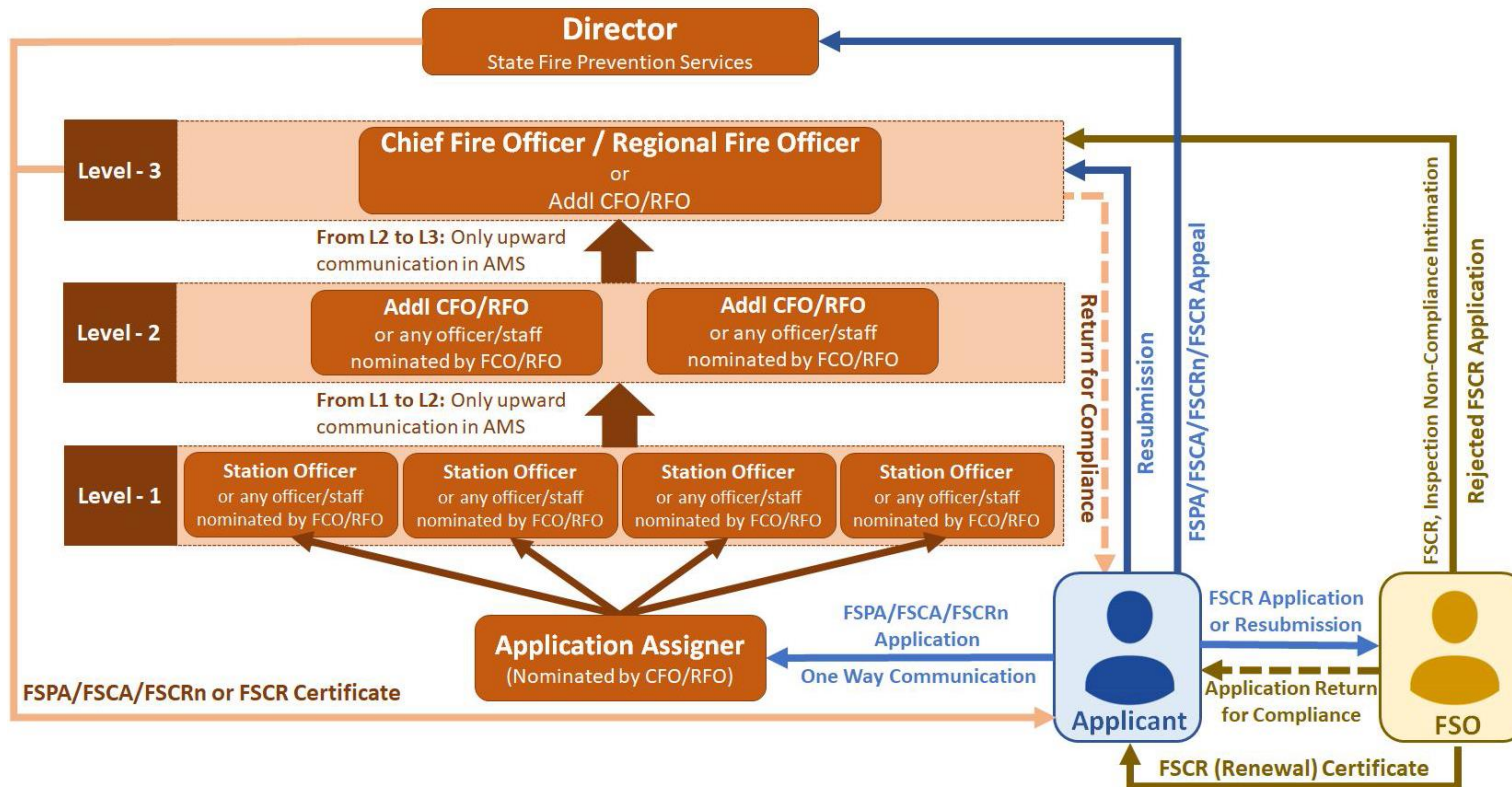 Director
State Fire Prevention Services
Level - 3
Chief Fire Officer / Regional Fire Officer
or
Addl CFO/RFO
From L2 to L3: Only upward
communication in AMS
Level - 2
Addl CFO/RFO
or any officer/staff
nominated by FCO/RFO
Addl CFO/RFO
or any officer/staff
nominated by FCO/RFO
From L1 to L2: Only upward
communication in AMS
Level - 1
Station Officer
or any officer/staff
nominated by FCO/RFO
Station Officer
or any officer/staff
nominated by FCO/RFO
Station Officer
or any officer/staff
nominated by FCO/RFO
Station Officer
or any officer/staff
nominated by FCO/RFO
Application Assigner
(Nominated by CFO/RFO)
FSPA/FSCA/FSCRn or FSCR Certificate
Return for Compliance
Resubmission
FSPA/FSCA/FSCRn/FSCR Appeal
FSCR, Inspection Non-Compliance Intimation
Rejected FSCR Application
FSPA/FSCA/FSCRn
Application
One Way Communication
Applicant
FSCR Application
or Resubmission
Application Return
for Compliance
FSO
FSCR (Renewal) Certificate